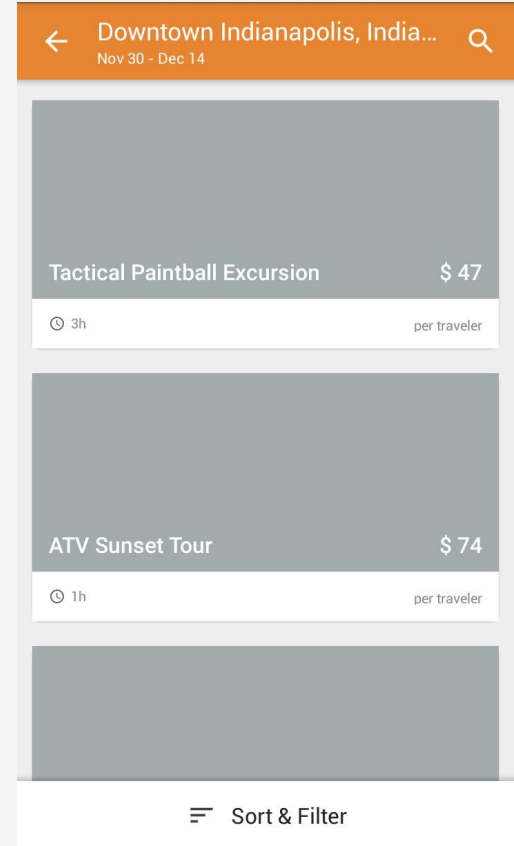 Downtown Indianapolis, India...
Nov 30 - Dec 14
Tactical Paintball Excursion $ 47
3h per traveler
ATV Sunset Tour $ 74
1h per traveler
Sort & Filter